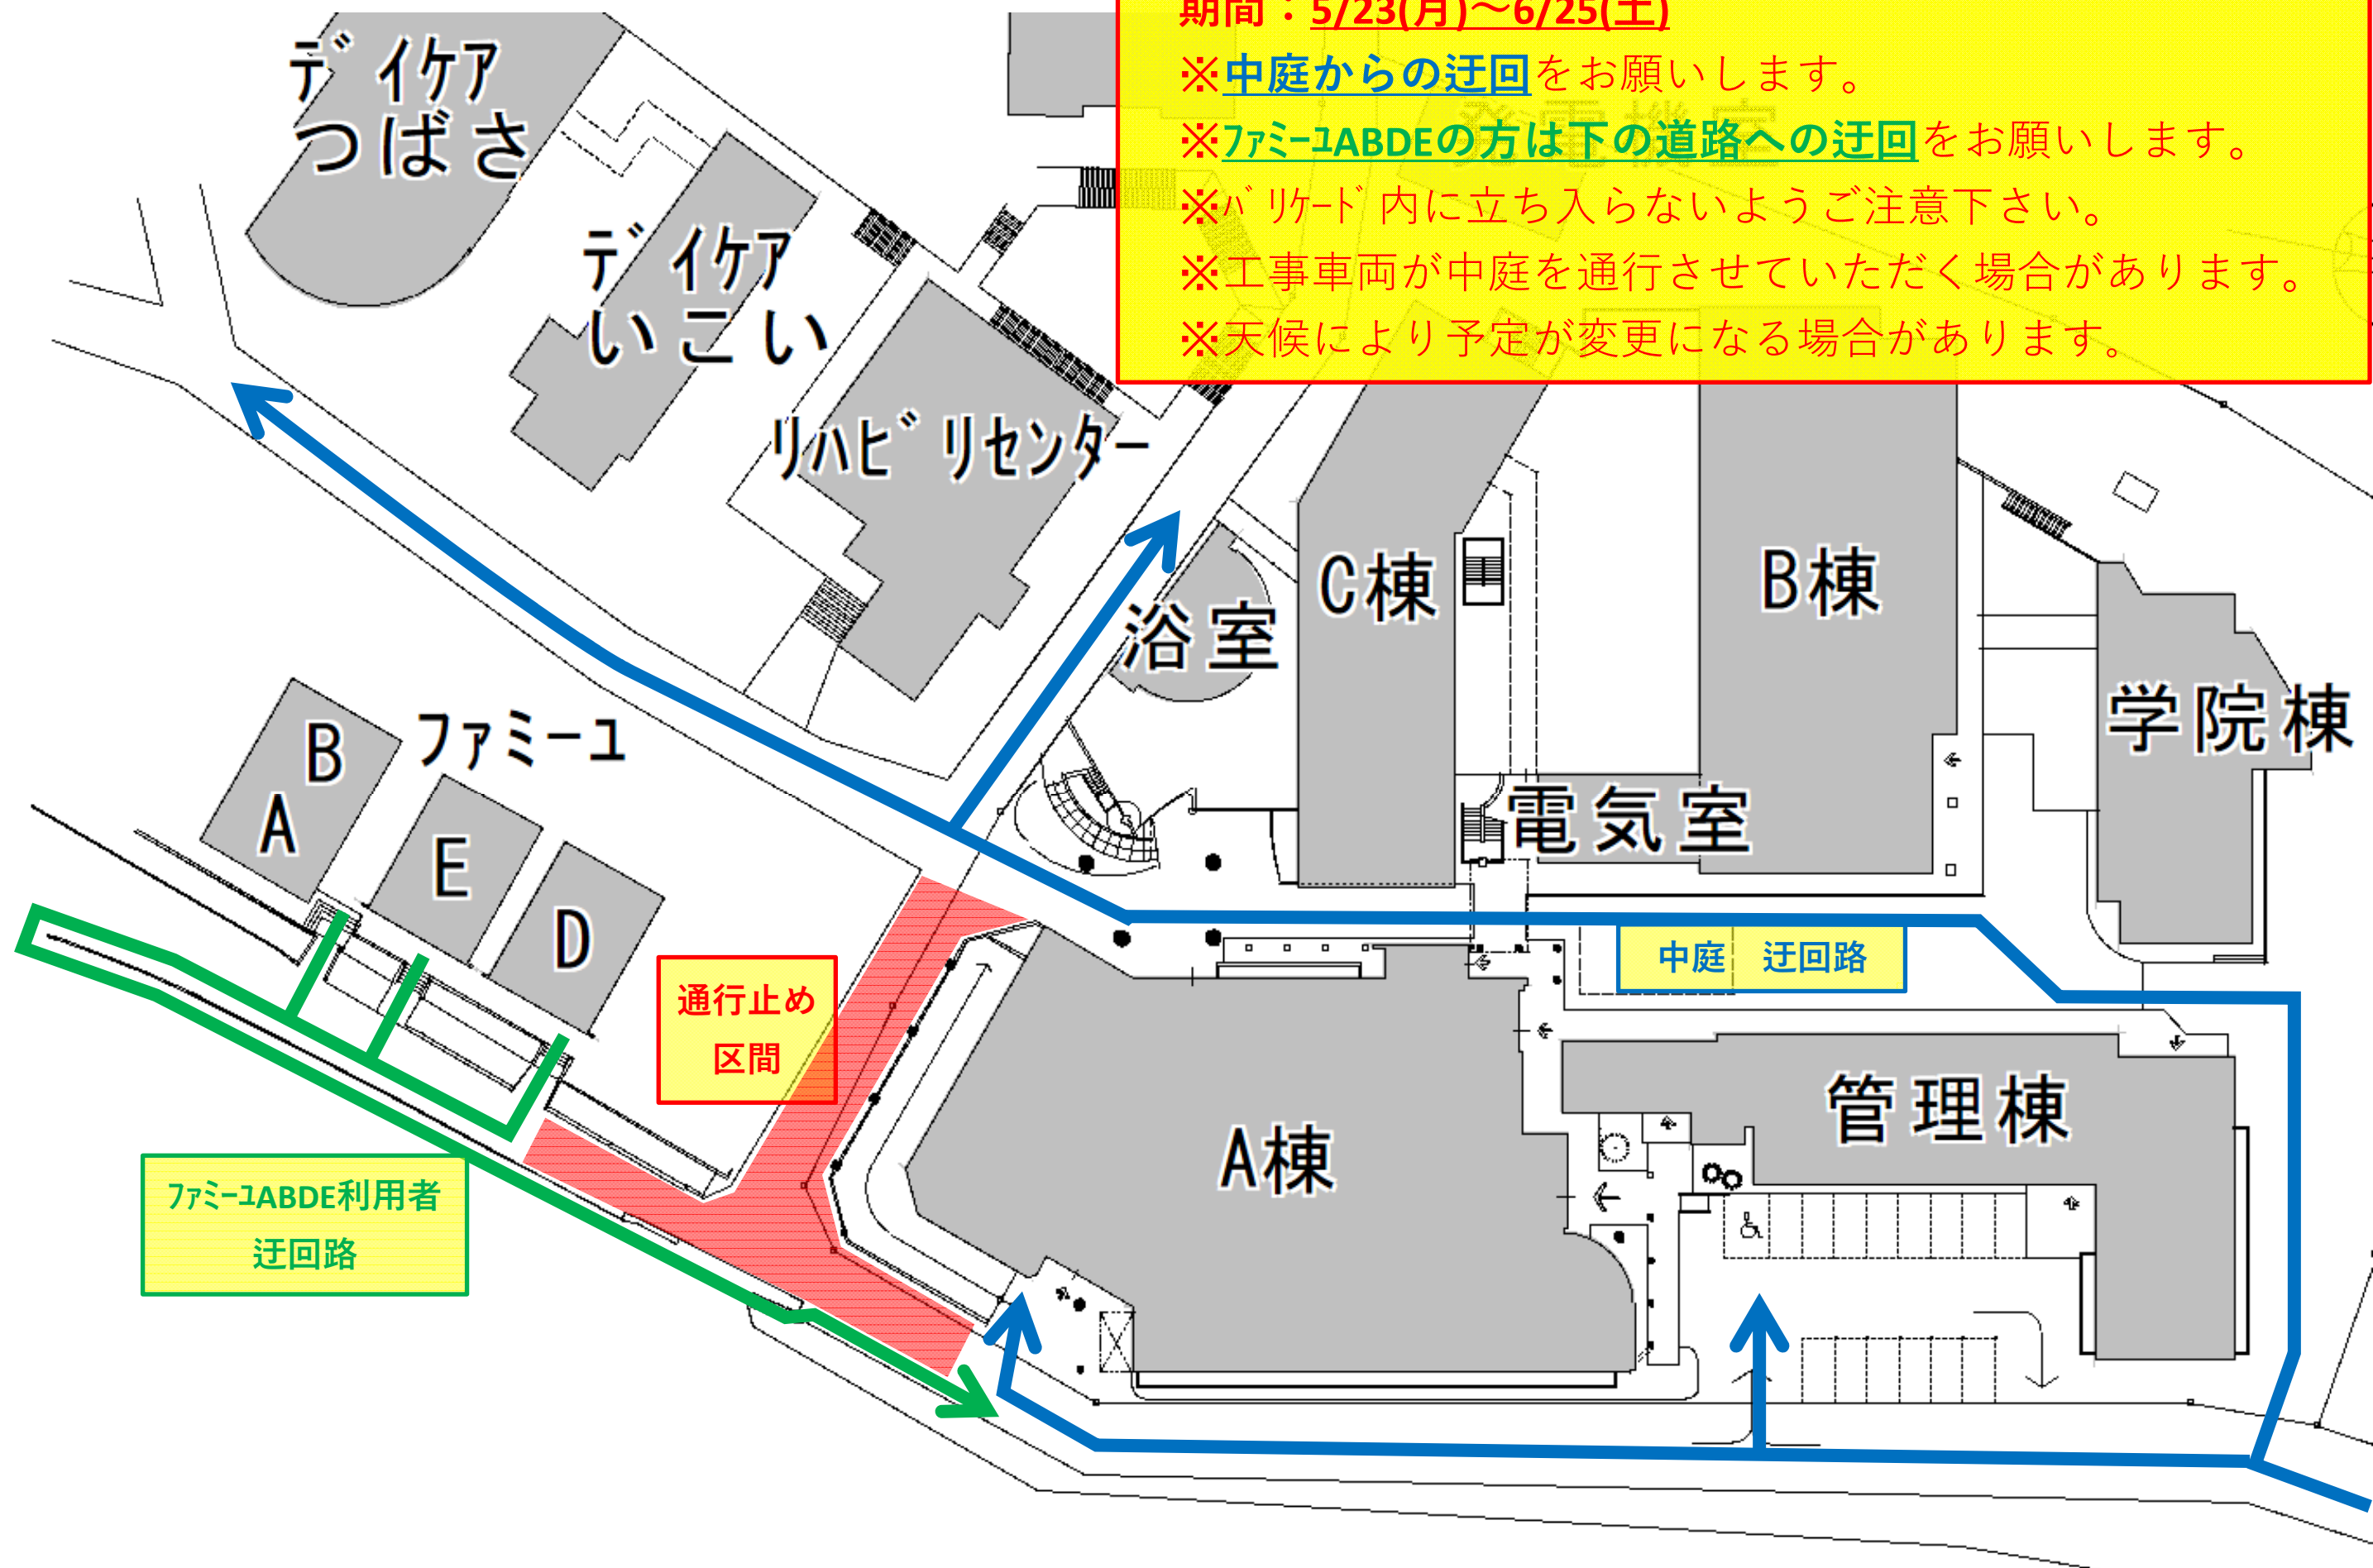 期間：5/23(月)～6/25(土)
※中庭からの迂回をお願いします。
※ﾌｧﾐｰﾕABDEの方は下の道路への迂回をお願いします。
※ﾊﾞﾘｹｰﾄﾞ内に立ち入らないようご注意下さい。
※工事車両が中庭を通行させていただく場合があります。
※天候により予定が変更になる場合があります。
発電機室
ﾃﾞｲｹｱ
つばさ
ﾃﾞｲｹｱ
いこい
ﾘﾊﾋﾞﾘｾﾝﾀｰ
浴室
C棟
B棟
学院棟
電気室
ﾌｧﾐｰﾕ
B
A
E
D
中庭　迂回路
通行止め
区間
A棟
管理棟
ﾌｧﾐｰﾕABDE利用者
迂回路